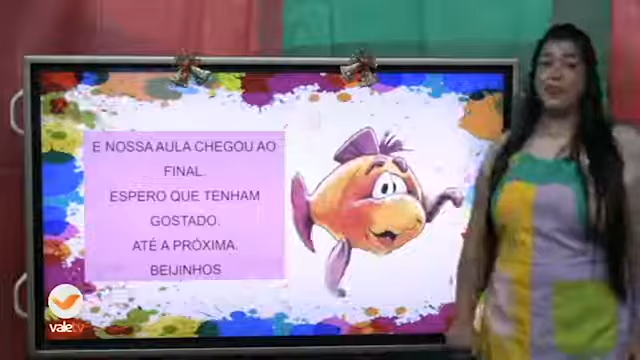 E NOSSA AULA CHEGOU AO
FINAL.
ESPERO QUE TENHAM
GOSTADO.
ATÉ A PRÓXIMA.
BEIJINHOS
valetv